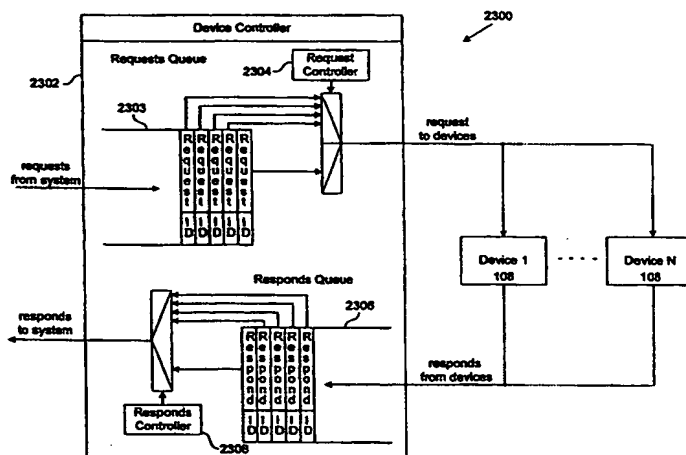 Device Controller
2300
Requests Queue
2304
Request
Controller
2302
2303
request
to devices
requests
from system
Request ID
Request ID
Request ID
Request ID
Request ID
Device 1
108
Device N
108
Responds Queue
2306
responds
to system
Respond ID
Respond ID
Respond ID
Respond ID
Respond ID
responds
from devices
Responds
Controller
2308